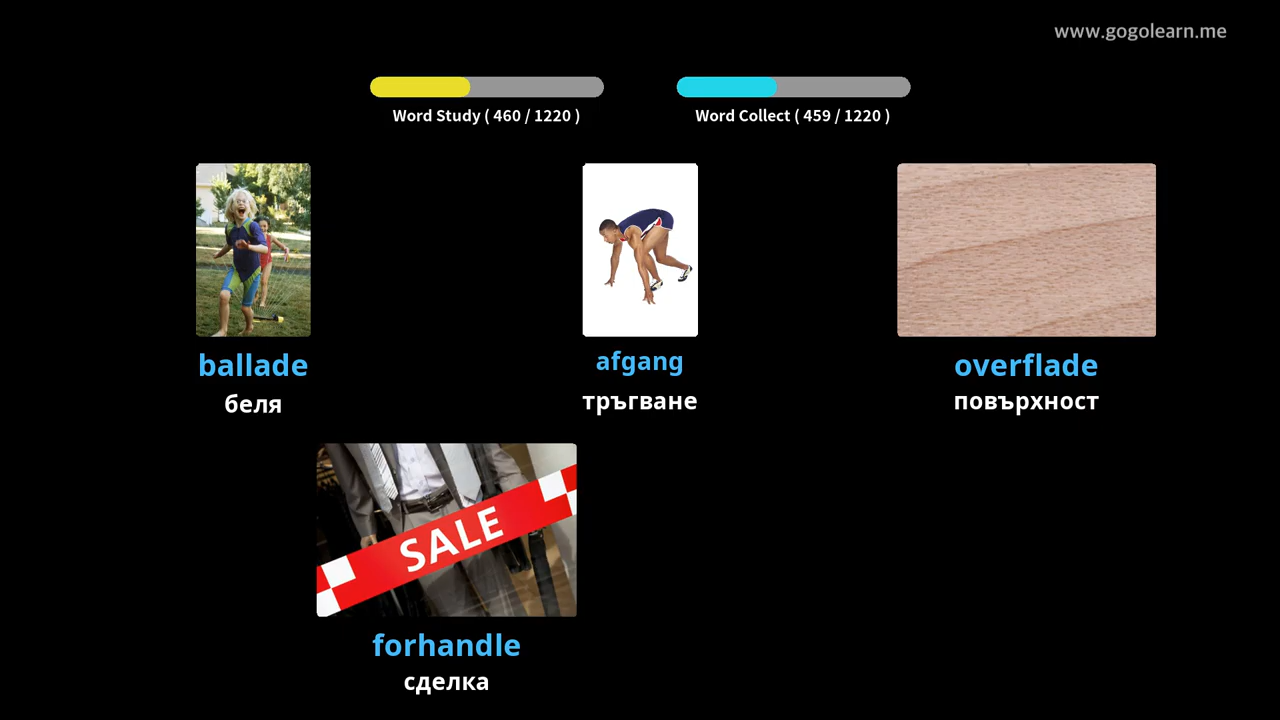 www.gogolearn.me
Word Study ( 460 / 1220 )
Word Collect ( 459 / 1220 )
ballade
беля
afgang
тръгване
overflade
повърхност
SALE
forhandle
сделка